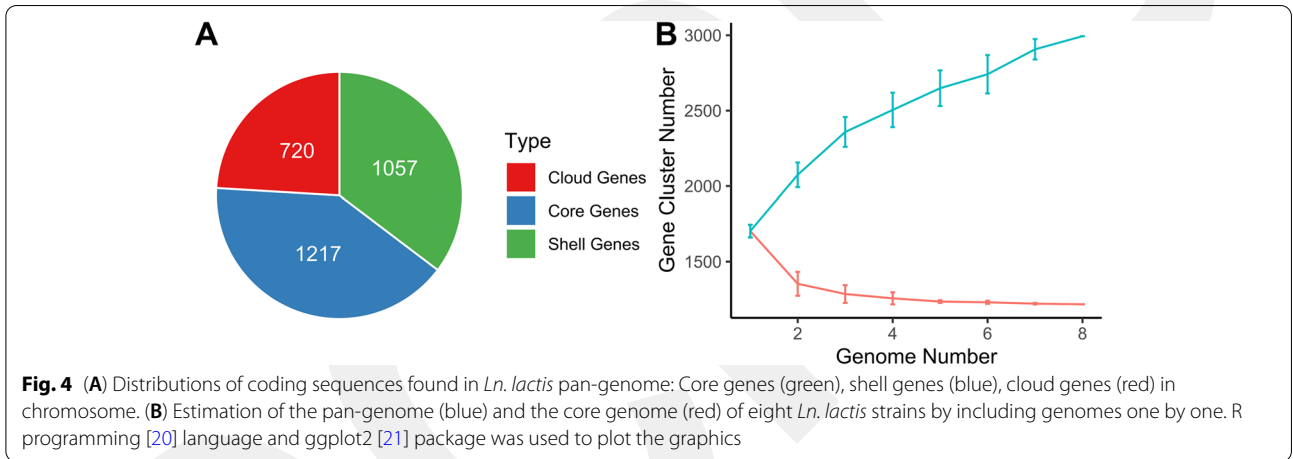 A
720
1057
1217
Type
Cloud Genes
Core Genes
Shell Genes
B
Gene Cluster Number
3000
2500
2000
1500
2
4
6
8
Genome Number
Fig. 4 (A) Distributions of coding sequences found in Ln. lactis pan-genome: Core genes (green), shell genes (blue), cloud genes (red) in
chromosome. (B) Estimation of the pan-genome (blue) and the core genome (red) of eight Ln. lactis strains by including genomes one by one. R
programming [20] language and ggplot2 [21] package was used to plot the graphics